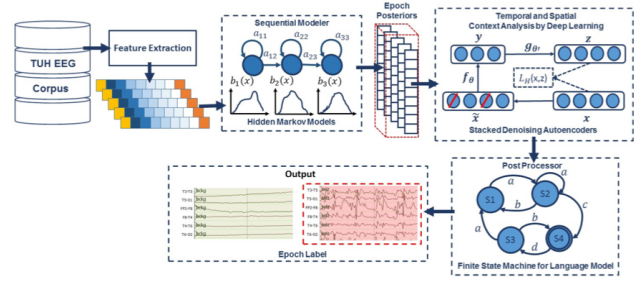 TUH EEG
Corpus
Feature Extraction
Sequential Modeler
a11
a22
a33
a12
a23
b1(x)
b2(x)
b3(x)
Hidden Markov Models
Epoch
Posteriors
Temporal and Spatial
Context Analysis by Deep Learning
y
z
gθ′
fθ
LH(x,z)
x̃
x
Stacked Denoising Autoencoders
Post Processor
S1
S2
S3
S4
a
a
b
c
a
b
d
Finite State Machine for Language Model
Output
Epoch Label